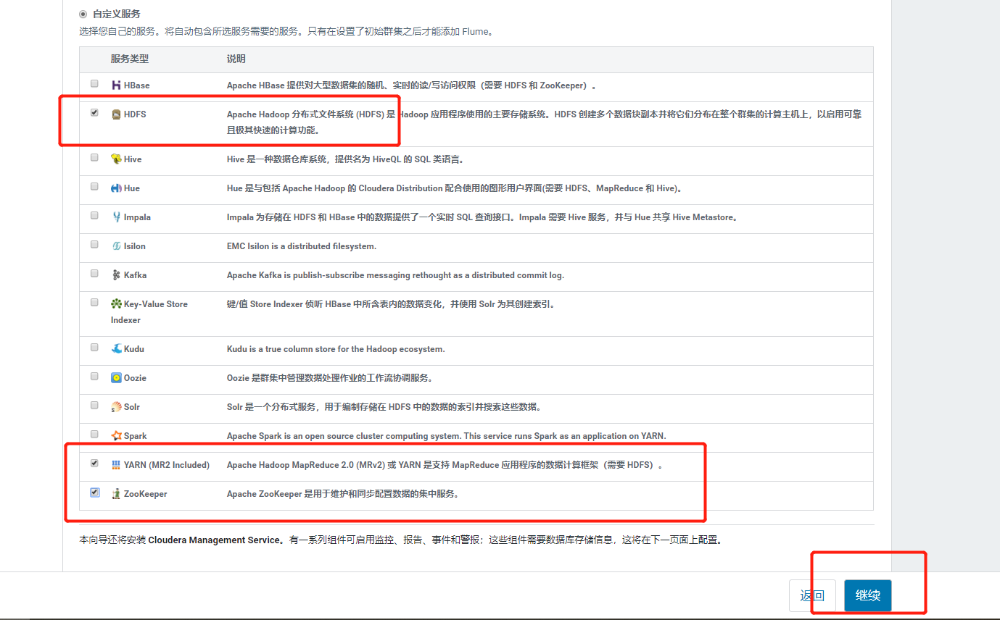 自定义服务
选择您自己的服务。将自动包含所选服务需要的服务。只有在设置了初始群集之后才能添加 Flume。
服务类型 说明
HBase Apache HBase 提供对大型数据集的随机、实时的读/写访问权限（需要 HDFS 和 ZooKeeper）。
HDFS Apache Hadoop 分布式文件系统 (HDFS) 是 Hadoop 应用程序使用的主要存储系统。HDFS 创建多个数据块副本并将它们分布在整个群集的计算主机上，以启用可靠
且极其快速的计算功能。
Hive Hive 是一种数据仓库系统，提供名为 HiveQL 的 SQL 类语言。
Hue Hue 是与包括 Apache Hadoop 的 Cloudera Distribution 配合使用的图形用户界面(需要 HDFS、MapReduce 和 Hive)。
Impala Impala 为存储在 HDFS 和 HBase 中的数据提供了一个实时 SQL 查询接口。Impala 需要 Hive 服务，并与 Hue 共享 Hive Metastore。
Isilon EMC Isilon is a distributed filesystem.
Kafka Apache Kafka is publish-subscribe messaging rethought as a distributed commit log.
Key-Value Store 键/值 Store Indexer 侦听 HBase 中所含表内的数据变化，并使用 Solr 为其创建索引。
Indexer
Kudu Kudu is a true column store for the Hadoop ecosystem.
Oozie Oozie 是群集中管理数据处理作业的工作流协调服务。
Solr Solr 是一个分布式服务，用于编制存储在 HDFS 中的数据的索引并搜索这些数据。
Spark Apache Spark is an open source cluster computing system. This service runs Spark as an application on YARN.
YARN (MR2 Included) Apache Hadoop MapReduce 2.0 (MRv2) 或 YARN 是支持 MapReduce 应用程序的数据计算框架（需要 HDFS）。
ZooKeeper Apache ZooKeeper 是用于维护和同步配置数据的集中服务。
本向导还将安装 Cloudera Management Service。有一系列组件可启用监控、报告、事件和警报；这些组件需要数据库存储信息，这将在下一页面上配置。
返回 继续